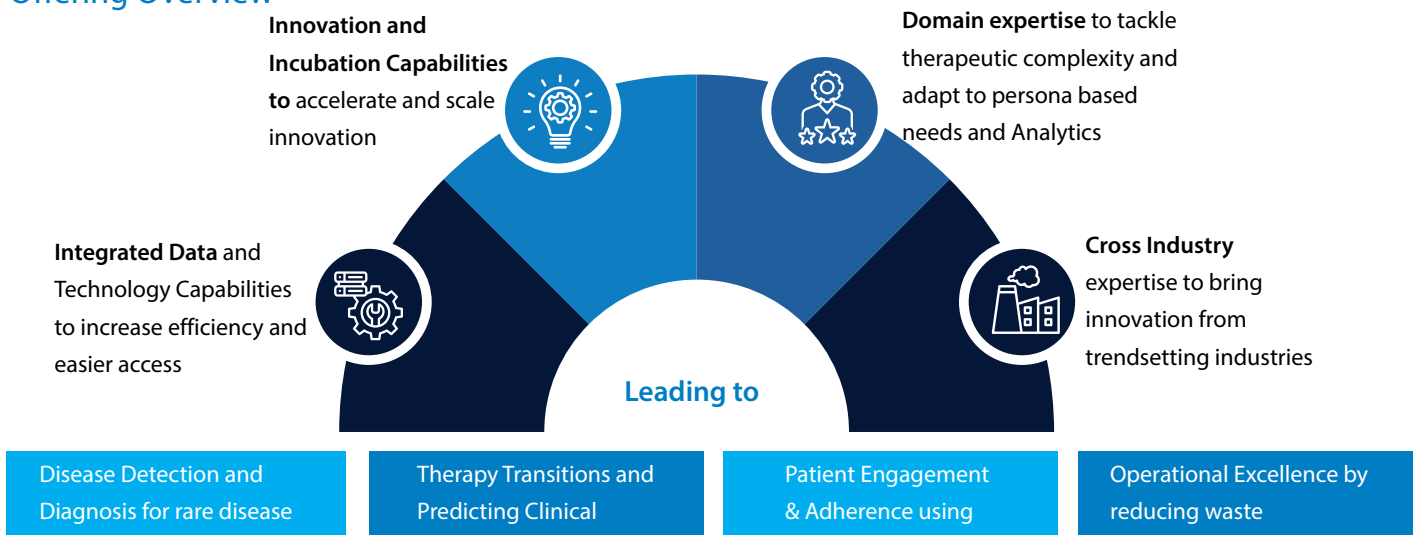 Offering Overview
Innovation and
Incubation Capabilities
to accelerate and scale
innovation
Domain expertise to tackle
therapeutic complexity and
adapt to persona based
needs and Analytics
Integrated Data and
Technology Capabilities
to increase efficiency and
easier access
Cross Industry
expertise to bring
innovation from
trendsetting industries
Leading to
Disease Detection and
Diagnosis for rare disease
Therapy Transitions and
Predicting Clinical
Patient Engagement
& Adherence using
Operational Excellence by
reducing waste